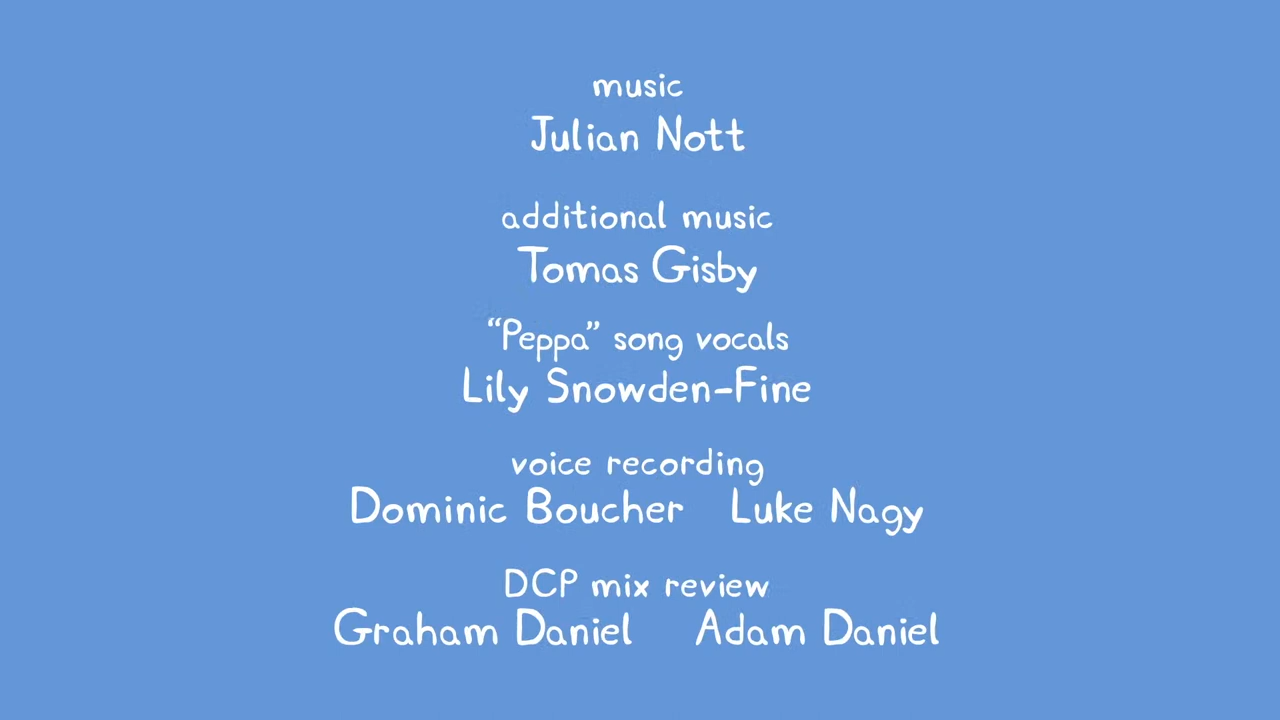 music
Julian Nott
additional music
Tomas Gisby
“Peppa” song vocals
Lily Snowden-Fine
voice recording
Dominic Boucher Luke Nagy
DCP mix review
Graham Daniel Adam Daniel